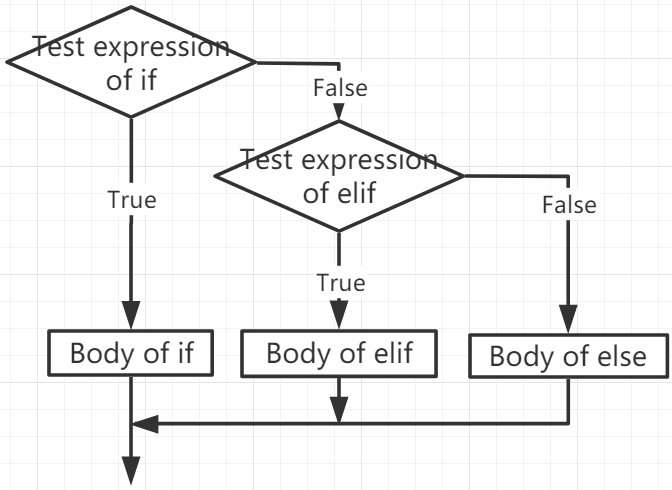 Test expression
of if
False
Test expression
of elif
True
False
True
Body of if
Body of elif
Body of else